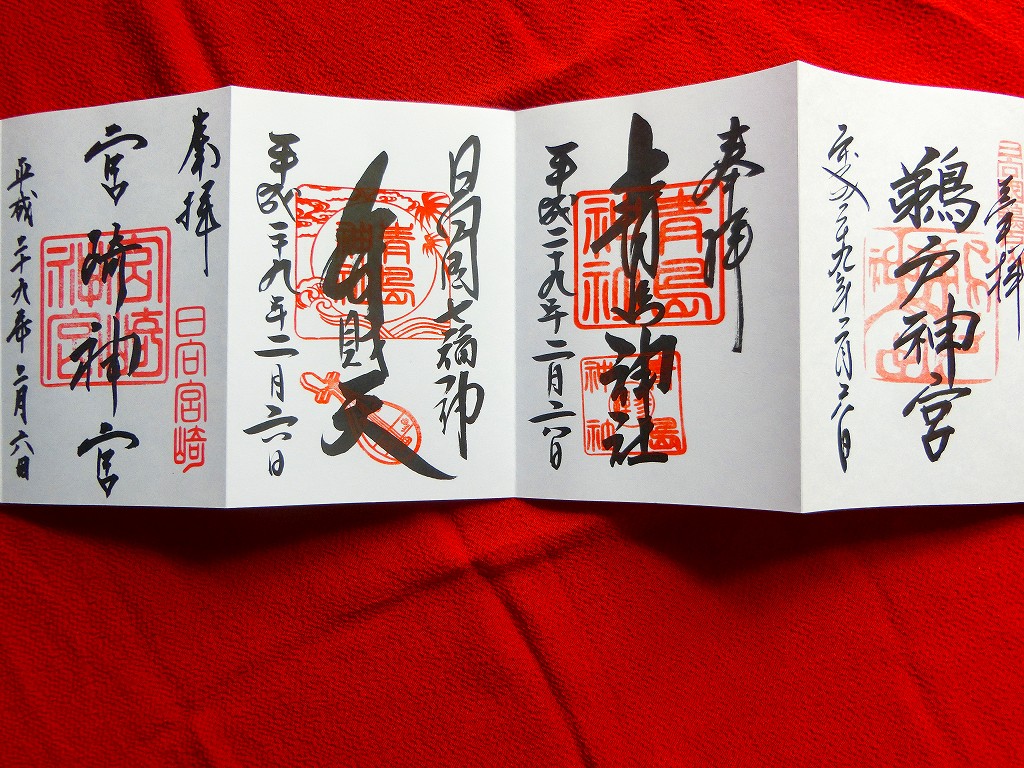 奉拝
鵜戸神宮
平成二十九年二月六日
奉拝
青島神社
青島
神社
平成二十九年二月六日
日向国七福神
弁財天
青島
神社
平成二十九年二月六日
奉拝
日向宮崎
宮崎神宮
宮崎
神宮
平成二十九年二月六日